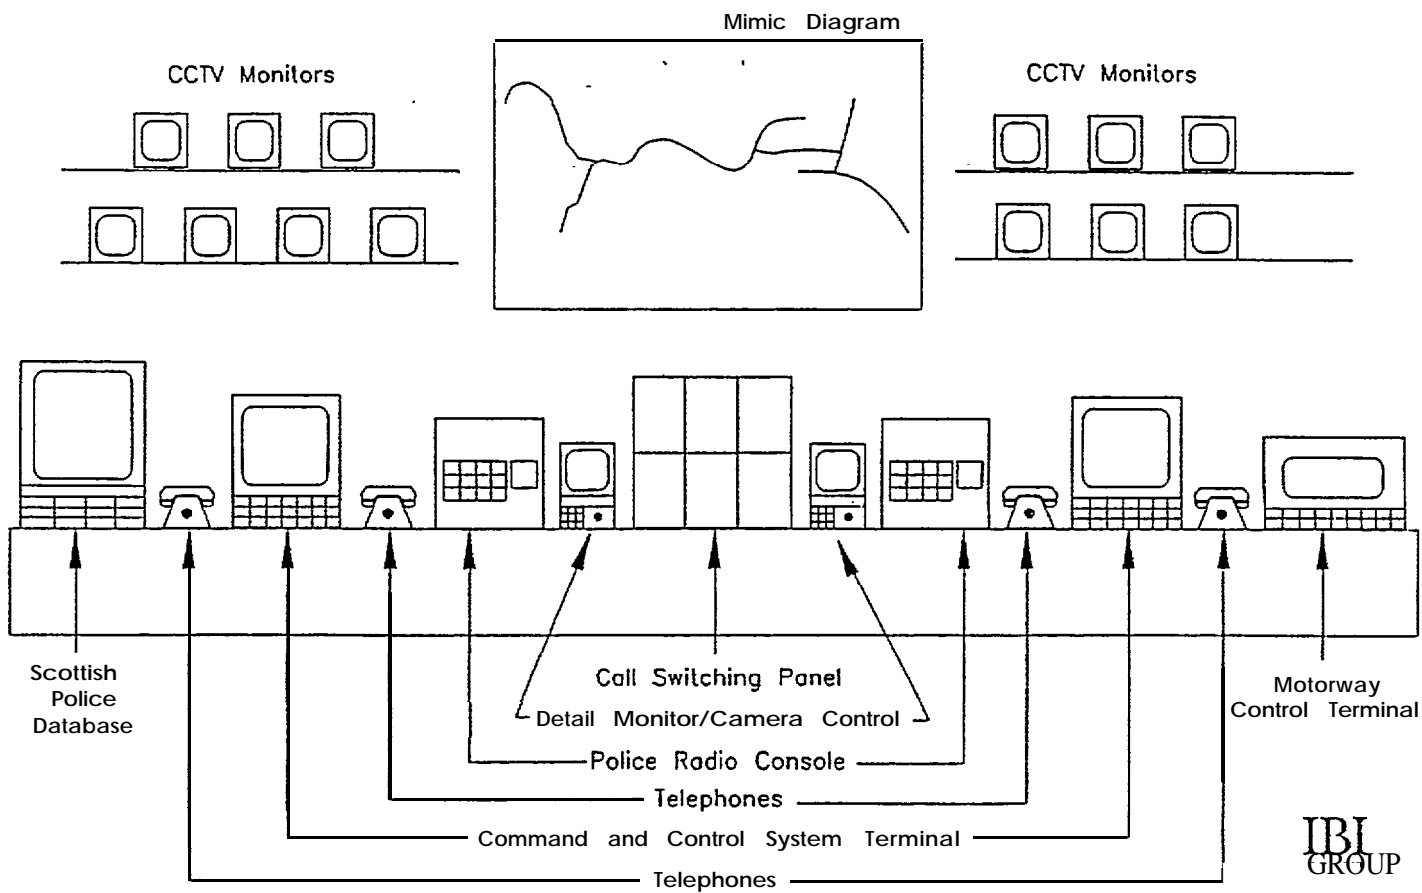 Mimic Diagram
CCTV Monitors
CCTV Monitors
Scottish
Police
Database
Call Switching Panel
Detail Monitor/Camera Control
Motorway
Control Terminal
Police Radio Console
Telephones
Command and Control System Terminal
Telephones
IBI
GROUP